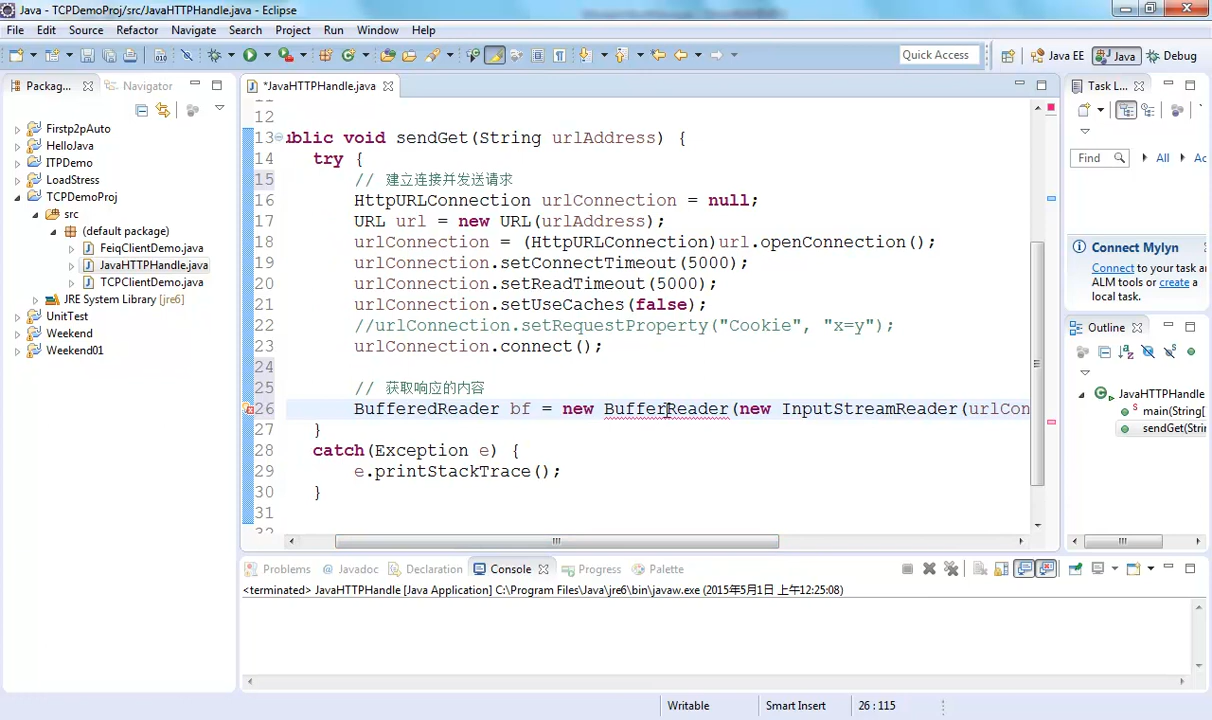 Java - TCPDemoProj/src/JavaHTTPHandle.java - Eclipse
File Edit Source Refactor Navigate Search Project Run Window Help
Quick Access
Java EE
Java
Debug
Packag...
Navigator
*JavaHTTPHandle.java
Task L...
Firstp2pAuto
HelloJava
ITPDemo
LoadStress
TCPDemoProj
src
(default package)
FeiqClientDemo.java
JavaHTTPHandle.java
TCPClientDemo.java
JRE System Library [jre6]
UnitTest
Weekend
Weekend01
12
13 ublic void sendGet(String urlAddress) {
14 try {
15 // 建立连接并发送请求
16 HttpURLConnection urlConnection = null;
17 URL url = new URL(urlAddress);
18 urlConnection = (HttpURLConnection)url.openConnection();
19 urlConnection.setConnectTimeout(5000);
20 urlConnection.setReadTimeout(5000);
21 urlConnection.setUseCaches(false);
22 //urlConnection.setRequestProperty("Cookie", "x=y");
23 urlConnection.connect();
24
25 // 获取响应的内容
26 BufferedReader bf = new BufferReader(new InputStreamReader(urlCon
27 }
28 catch(Exception e) {
29 e.printStackTrace();
30 }
31
Find
All
Ac
Connect Mylyn
Connect to your task a
ALM tools or create a
local task.
Outline
JavaHTTPHandle
main(String[
sendGet(Strin
Problems
Javadoc
Declaration
Console
Progress
Palette
<terminated> JavaHTTPHandle [Java Application] C:\Program Files\Java\jre6\bin\javaw.exe (2015年5月1日 上午12:25:08)
Writable
Smart Insert
26 : 115